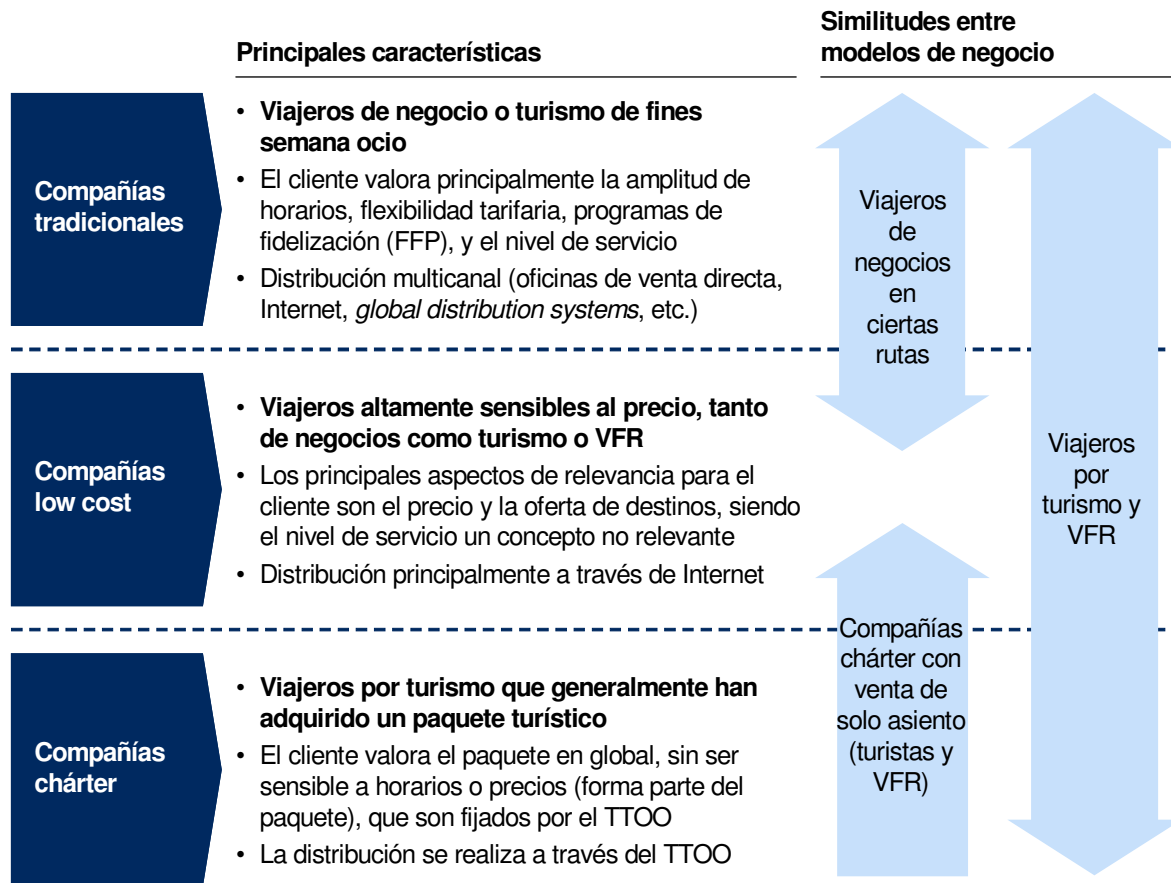 Principales características
Similitudes entre
modelos de negocio
Compañías
tradicionales
• Viajeros de negocio o turismo de fines
semana ocio
• El cliente valora principalmente la amplitud de
horarios, flexibilidad tarifaria, programas de
fidelización (FFP), y el nivel de servicio
• Distribución multicanal (oficinas de venta directa,
Internet, global distribution systems, etc.)
Compañías
low cost
• Viajeros altamente sensibles al precio, tanto
de negocios como turismo o VFR
• Los principales aspectos de relevancia para el
cliente son el precio y la oferta de destinos, siendo
el nivel de servicio un concepto no relevante
• Distribución principalmente a través de Internet
Compañías
chárter
• Viajeros por turismo que generalmente han
adquirido un paquete turístico
• El cliente valora el paquete en global, sin ser
sensible a horarios o precios (forma parte del
paquete), que son fijados por el TTOO
• La distribución se realiza a través del TTOO
Viajeros
de
negocios
en
ciertas
rutas
Compañías
chárter con
venta de
solo asiento
(turistas y
VFR)
Viajeros
por
turismo y
VFR